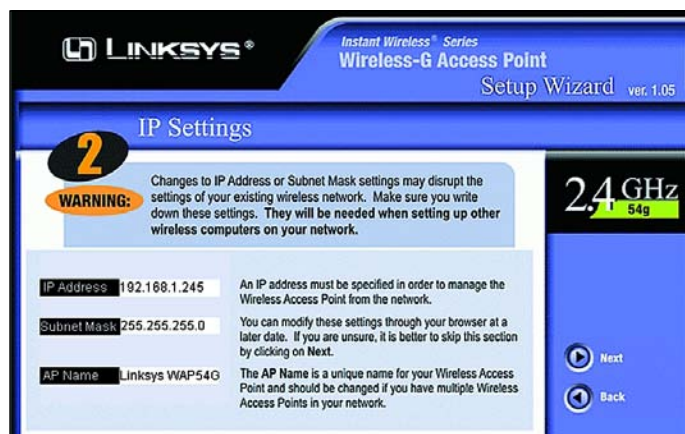 LINKSYS®
Instant Wireless® Series
Wireless-G Access Point
Setup Wizard ver. 1.05
IP Settings
2
WARNING:
Changes to IP Address or Subnet Mask settings may disrupt the
settings of your existing wireless network. Make sure you write
down these settings. They will be needed when setting up other
wireless computers on your network.
2.4 GHz
54g
IP Address 192.168.1.245
An IP address must be specified in order to manage the
Wireless Access Point from the network.
Subnet Mask 255.255.255.0
You can modify these settings through your browser at a
later date. If you are unsure, it is better to skip this section
by clicking on Next.
AP Name Linksys WAP54G
The AP Name is a unique name for your Wireless Access
Point and should be changed if you have multiple Wireless
Access Points in your network.
Next
Back